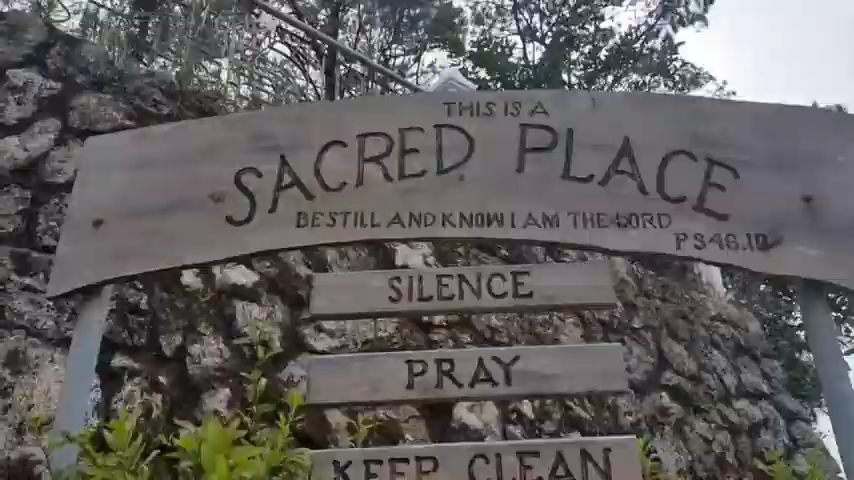 THIS IS A
SACRED PLACE
BE STILL AND KNOW I AM THE LORD
PS 46.10
SILENCE
PRAY
KEEP CLEAN